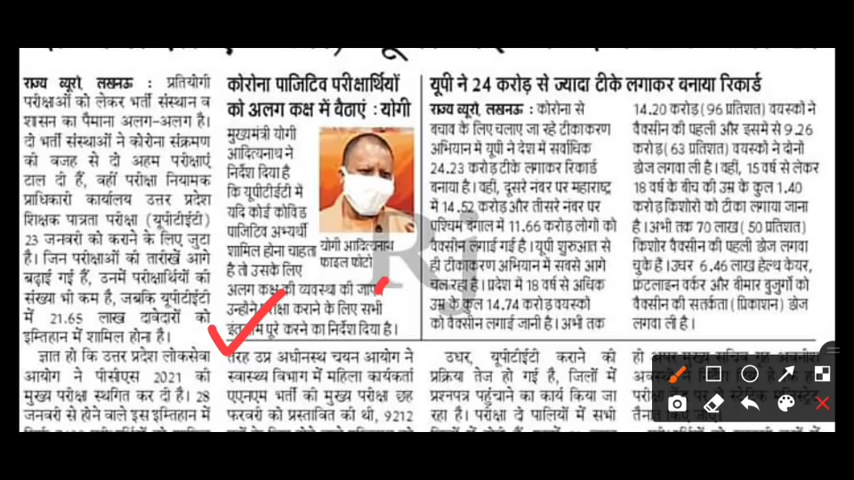 राज्य ब्यूरो, लखनऊ : प्रतियोगी
परीक्षाओं को लेकर भर्ती संस्थान व
शासन का पैमाना अलग-अलग है।
दो भर्ती संस्थाओं ने कोरोना संक्रमण
की वजह से दो अहम परीक्षाएं
टाल दी हैं, वहीं परीक्षा नियामक
प्राधिकारी कार्यालय उत्तर प्रदेश
शिक्षक पात्रता परीक्षा (यूपीटीईटी)
23 जनवरी को कराने के लिए जुटा
है। जिन परीक्षाओं की तारीखें आगे
बढ़ाई गई हैं, उनमें परीक्षार्थियों की
संख्या भी कम है, जबकि यूपीटीईटी
में 21.65 लाख दावेदारों को
इम्तिहान में शामिल होना है।
ज्ञात हो कि उत्तर प्रदेश लोकसेवा
आयोग ने पीसीएस 2021 की
मुख्य परीक्षा स्थगित कर दी है। 28
जनवरी से होने वाले इस इम्तिहान में
कोरोना पाजिटिव परीक्षार्थियों
को अलग कक्ष में बैठाएं : योगी
मुख्यमंत्री योगी
आदित्यनाथ ने
निर्देश दिया है
कि यूपीटीईटी में
यदि कोई कोविड
पाजिटिव अभ्यर्थी
शामिल होना चाहता
है तो उसके लिए
अलग कक्ष की व्यवस्था की जाए
उन्होंने परीक्षा कराने के लिए सभी
इंतजाम पूरे करने का निर्देश दिया है।
योगी आदित्यनाथ
फाइल फोटो
तरह उप्र अधीनस्थ चयन आयोग ने
स्वास्थ्य विभाग में महिला कार्यकर्ता
एएनएम भर्ती की मुख्य परीक्षा छह
फरवरी को प्रस्तावित की थी, 9212
यूपी ने 24 करोड़ से ज्यादा टीके लगाकर बनाया रिकार्ड
राज्य ब्यूरो, लखनऊ : कोरोना से
बचाव के लिए चलाए जा रहे टीकाकरण
अभियान में यूपी ने देश में सर्वाधिक
24.23 करोड़ टीके लगाकर रिकार्ड
बनाया है। वहीं, दूसरे नंबर पर महाराष्ट्र
में 14.52 करोड़ और तीसरे नंबर पर
पश्चिम बंगाल में 11.66 करोड़ लोगों को
वैक्सीन लगाई गई है। यूपी शुरुआत से
ही टीकाकरण अभियान में सबसे आगे
चल रहा है। प्रदेश में 18 वर्ष से अधिक
उम्र के कुल 14.74 करोड़ वयस्कों
को वैक्सीन लगाई जानी है। अभी तक
14.20 करोड़ (96 प्रतिशत) वयस्कों ने
वैक्सीन की पहली और इसमें से 9.26
करोड़ (63 प्रतिशत) वयस्कों ने दोनों
डोज लगवा ली है। वहीं, 15 वर्ष से लेकर
18 वर्ष के बीच की उम्र के कुल 1.40
करोड़ किशोरों को टीका लगाया जाना
है। अभी तक 70 लाख (50 प्रतिशत)
किशोर वैक्सीन की पहली डोज लगवा
चुके हैं। उधर 6.46 लाख हेल्थ केयर,
फ्रंटलाइन वर्कर और बीमार बुजुर्गों को
वैक्सीन की सतर्कता (प्रिकाशन) डोज
लगवा ली है।
उधर, यूपीटीईटी कराने की
प्रक्रिया तेज हो गई है, जिलों में
प्रश्नपत्र पहुंचाने का कार्य किया जा
रहा है। परीक्षा दो पालियों में सभी
Rj